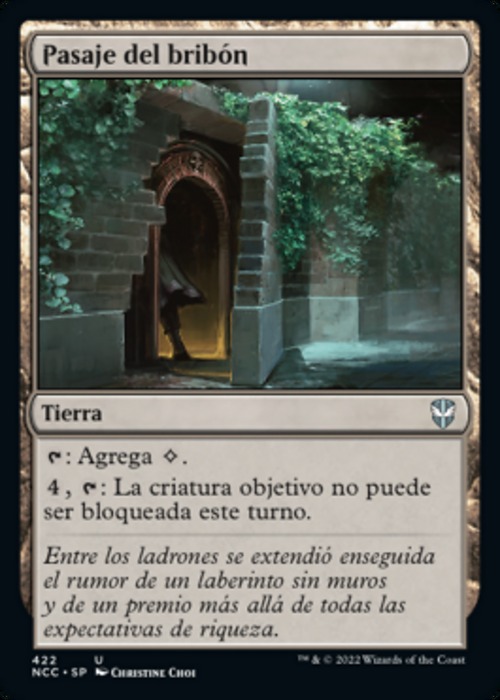 Pasaje del bribón
Tierra
: Agrega .
4, : La criatura objetivo no puede
ser bloqueada este turno.
Entre los ladrones se extendió enseguida
el rumor de un laberinto sin muros
y de un premio más allá de todas las
expectativas de riqueza.
422 U
NCC • SP Christine Choi
™ & © 2022 Wizards of the Coast